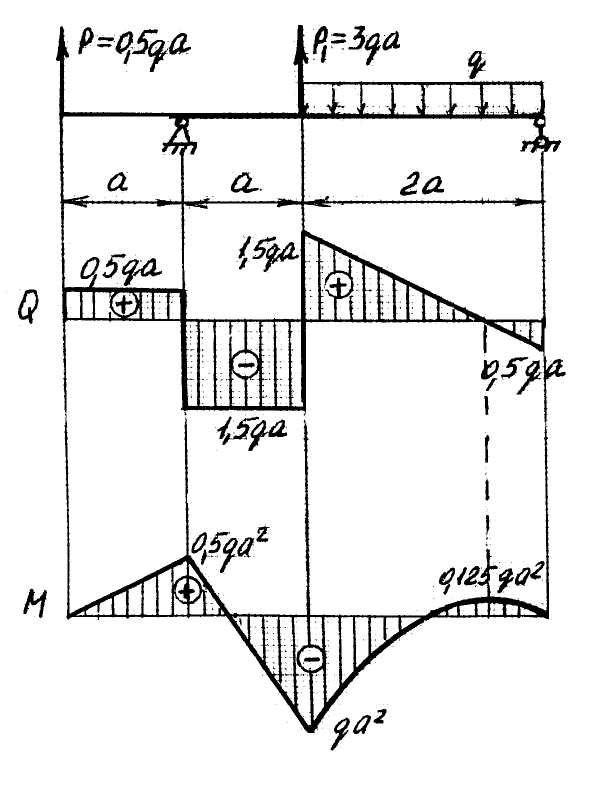 P=0,5qa
P₁=3qa
q
a
a
2a
0,5qa
1,5qa
+
+
Q
−
0,5qa
1,5qa
0,5qa²
0,125qa²
M
+
−
qa²